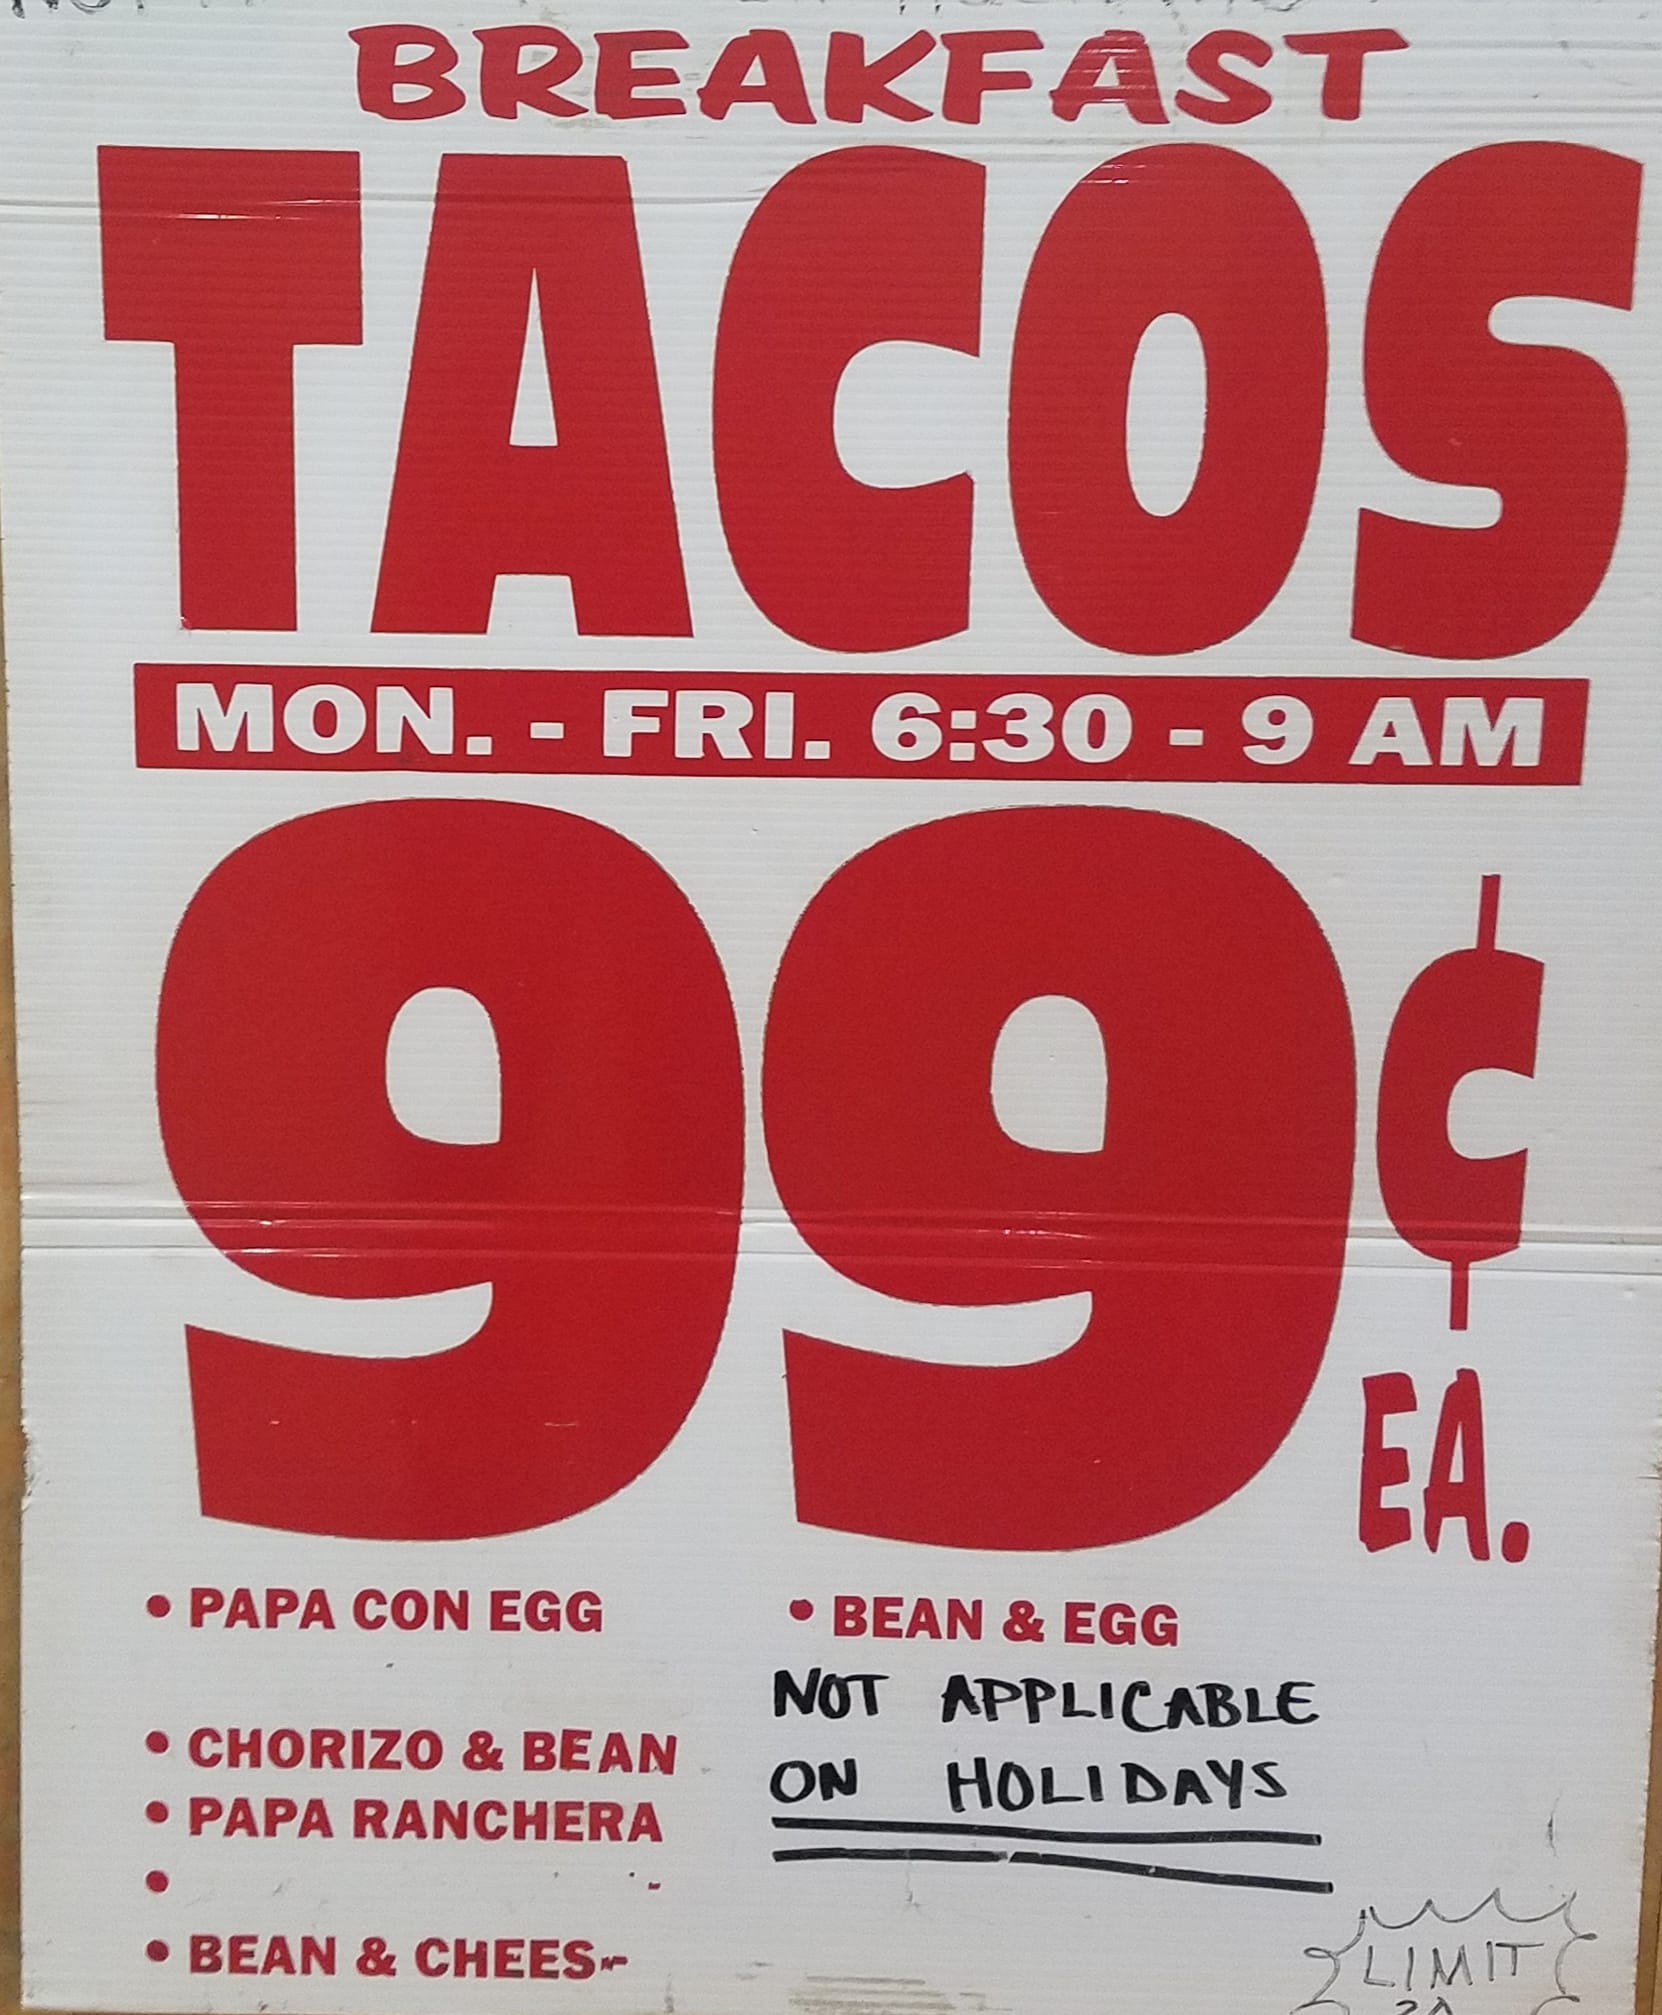 BREAKFAST
TACOS
MON. - FRI. 6:30 - 9 AM
99¢
EA.
• PAPA CON EGG
• BEAN & EGG
NOT APPLICABLE
ON HOLIDAYS
• CHORIZO & BEAN
• PAPA RANCHERA
•
• BEAN & CHEES
LIMIT